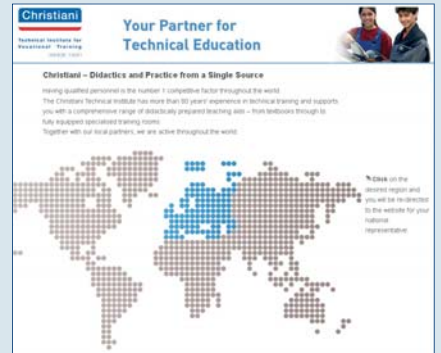 Christiani
Technical Institute for
Vocational Training
Your Partner for
Technical Education
Christiani – Didactics and Practice from a Single Source
Having qualified personnel is the number 1 competitive factor throughout the world.
The Christiani Technical Institute has more than 80 years' experience in technical training and supports
you with a comprehensive range of didactically prepared teaching aids – from textbooks through to
fully equipped specialised training rooms.
Together with our local partners, we are active throughout the world.
Click on the
desired region and
you will be re-directed
to the website for your
national
representative